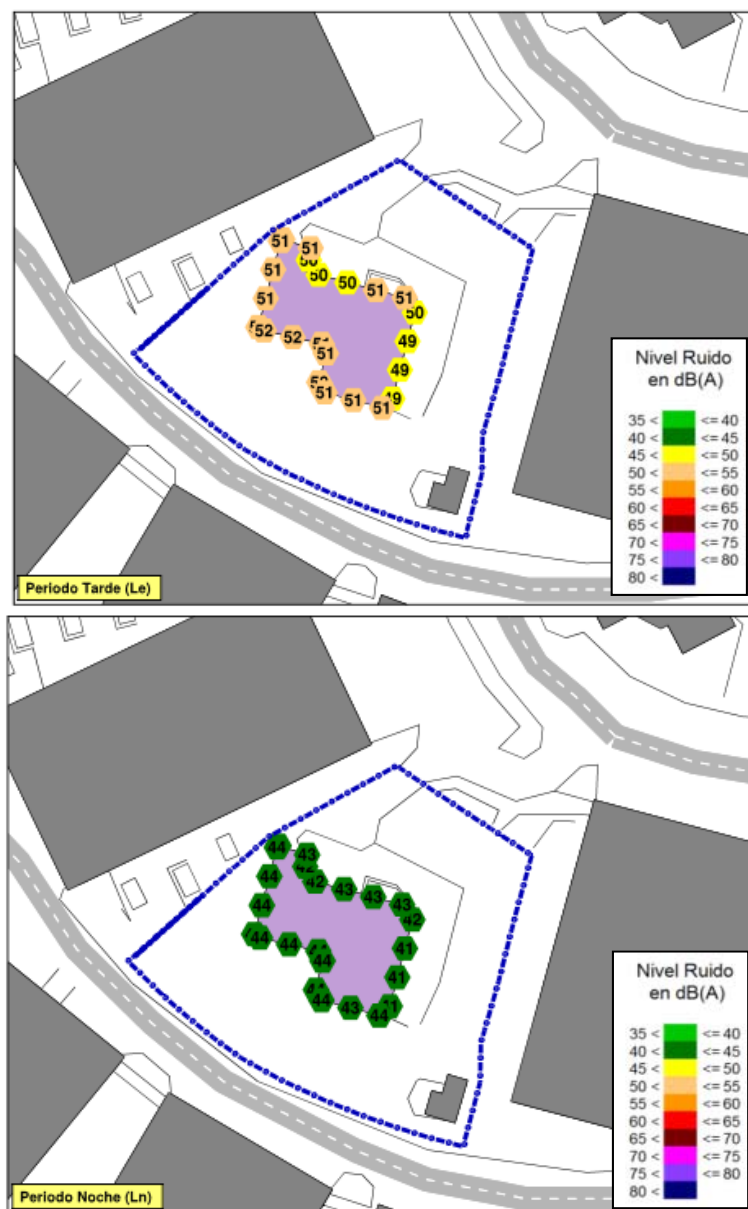 51
51
50
51
50
50
51
51
51
50
52
52
51
49
51
49
51
51
51
49
Nivel Ruido
en dB(A)
35 < <= 40
40 < <= 45
45 < <= 50
50 < <= 55
55 < <= 60
60 < <= 65
65 < <= 70
70 < <= 75
75 < <= 80
80 <
Periodo Tarde (Le)
44
43
42
44
42
43
43
43
44
42
44
44
41
44
41
44
43
44
Nivel Ruido
en dB(A)
35 < <= 40
40 < <= 45
45 < <= 50
50 < <= 55
55 < <= 60
60 < <= 65
65 < <= 70
70 < <= 75
75 < <= 80
80 <
Periodo Noche (Ln)